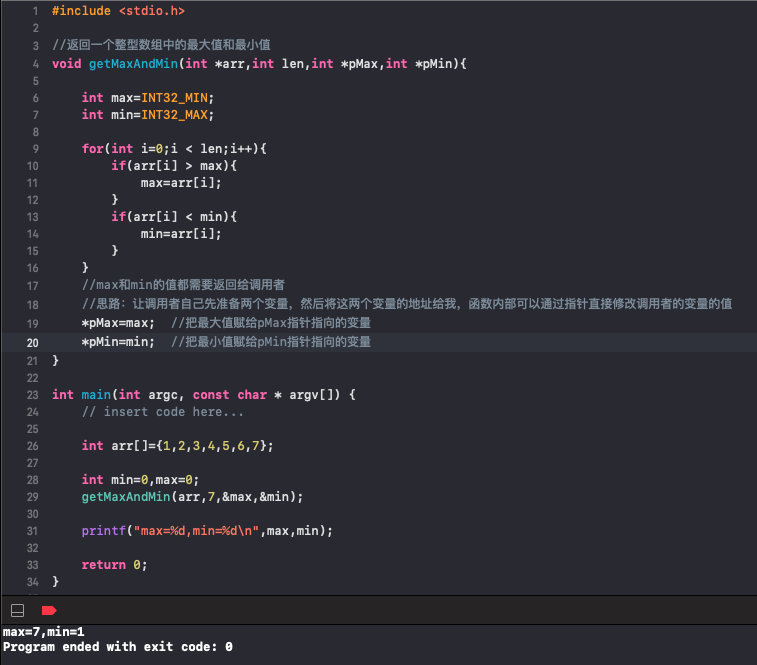 1 #include <stdio.h>
2
3 //返回一个整型数组中的最大值和最小值
4 void getMaxAndMin(int *arr,int len,int *pMax,int *pMin){
5
6     int max=INT32_MIN;
7     int min=INT32_MAX;
8
9     for(int i=0;i < len;i++){
10         if(arr[i] > max){
11             max=arr[i];
12         }
13         if(arr[i] < min){
14             min=arr[i];
15         }
16     }
17     //max和min的值都需要返回给调用者
18     //思路：让调用者自己先准备两个变量，然后将这两个变量的地址给我，函数内部可以通过指针直接修改调用者的变量的值
19     *pMax=max;  //把最大值赋给pMax指针指向的变量
20     *pMin=min;  //把最小值赋给pMin指针指向的变量
21 }
22
23 int main(int argc, const char * argv[]) {
24     // insert code here...
25
26     int arr[]={1,2,3,4,5,6,7};
27
28     int min=0,max=0;
29     getMaxAndMin(arr,7,&max,&min);
30
31     printf("max=%d,min=%d\n",max,min);
32
33     return 0;
34 }
max=7,min=1
Program ended with exit code: 0